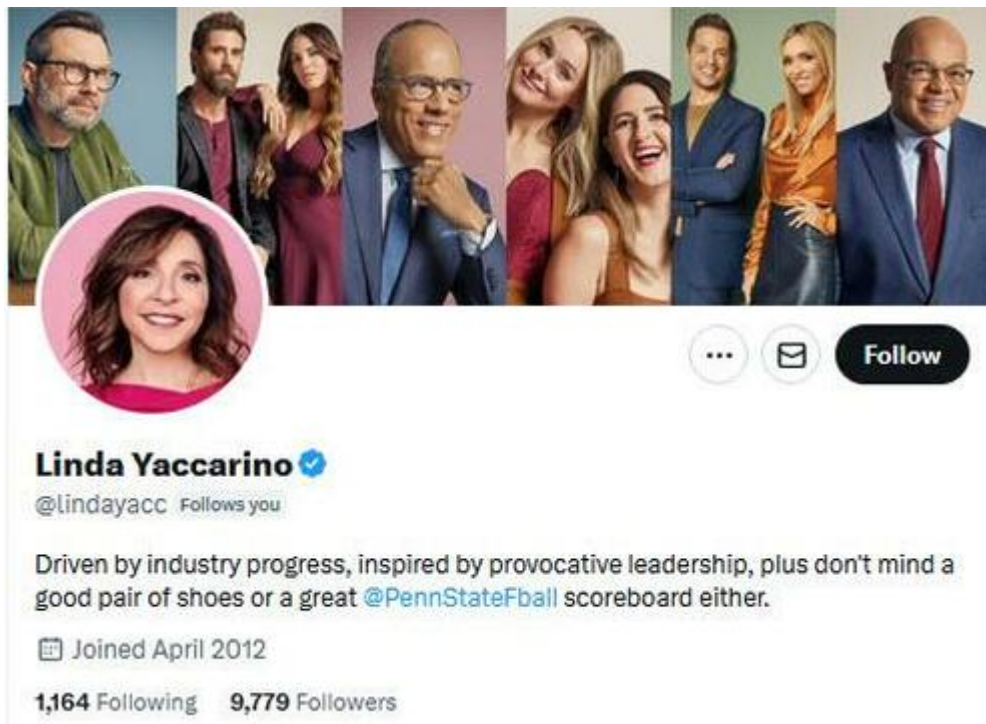 Follow
Linda Yaccarino
@lindayacc Follows you
Driven by industry progress, inspired by provocative leadership, plus don't mind a
good pair of shoes or a great @PennStateFball scoreboard either.
Joined April 2012
1,164 Following 9,779 Followers